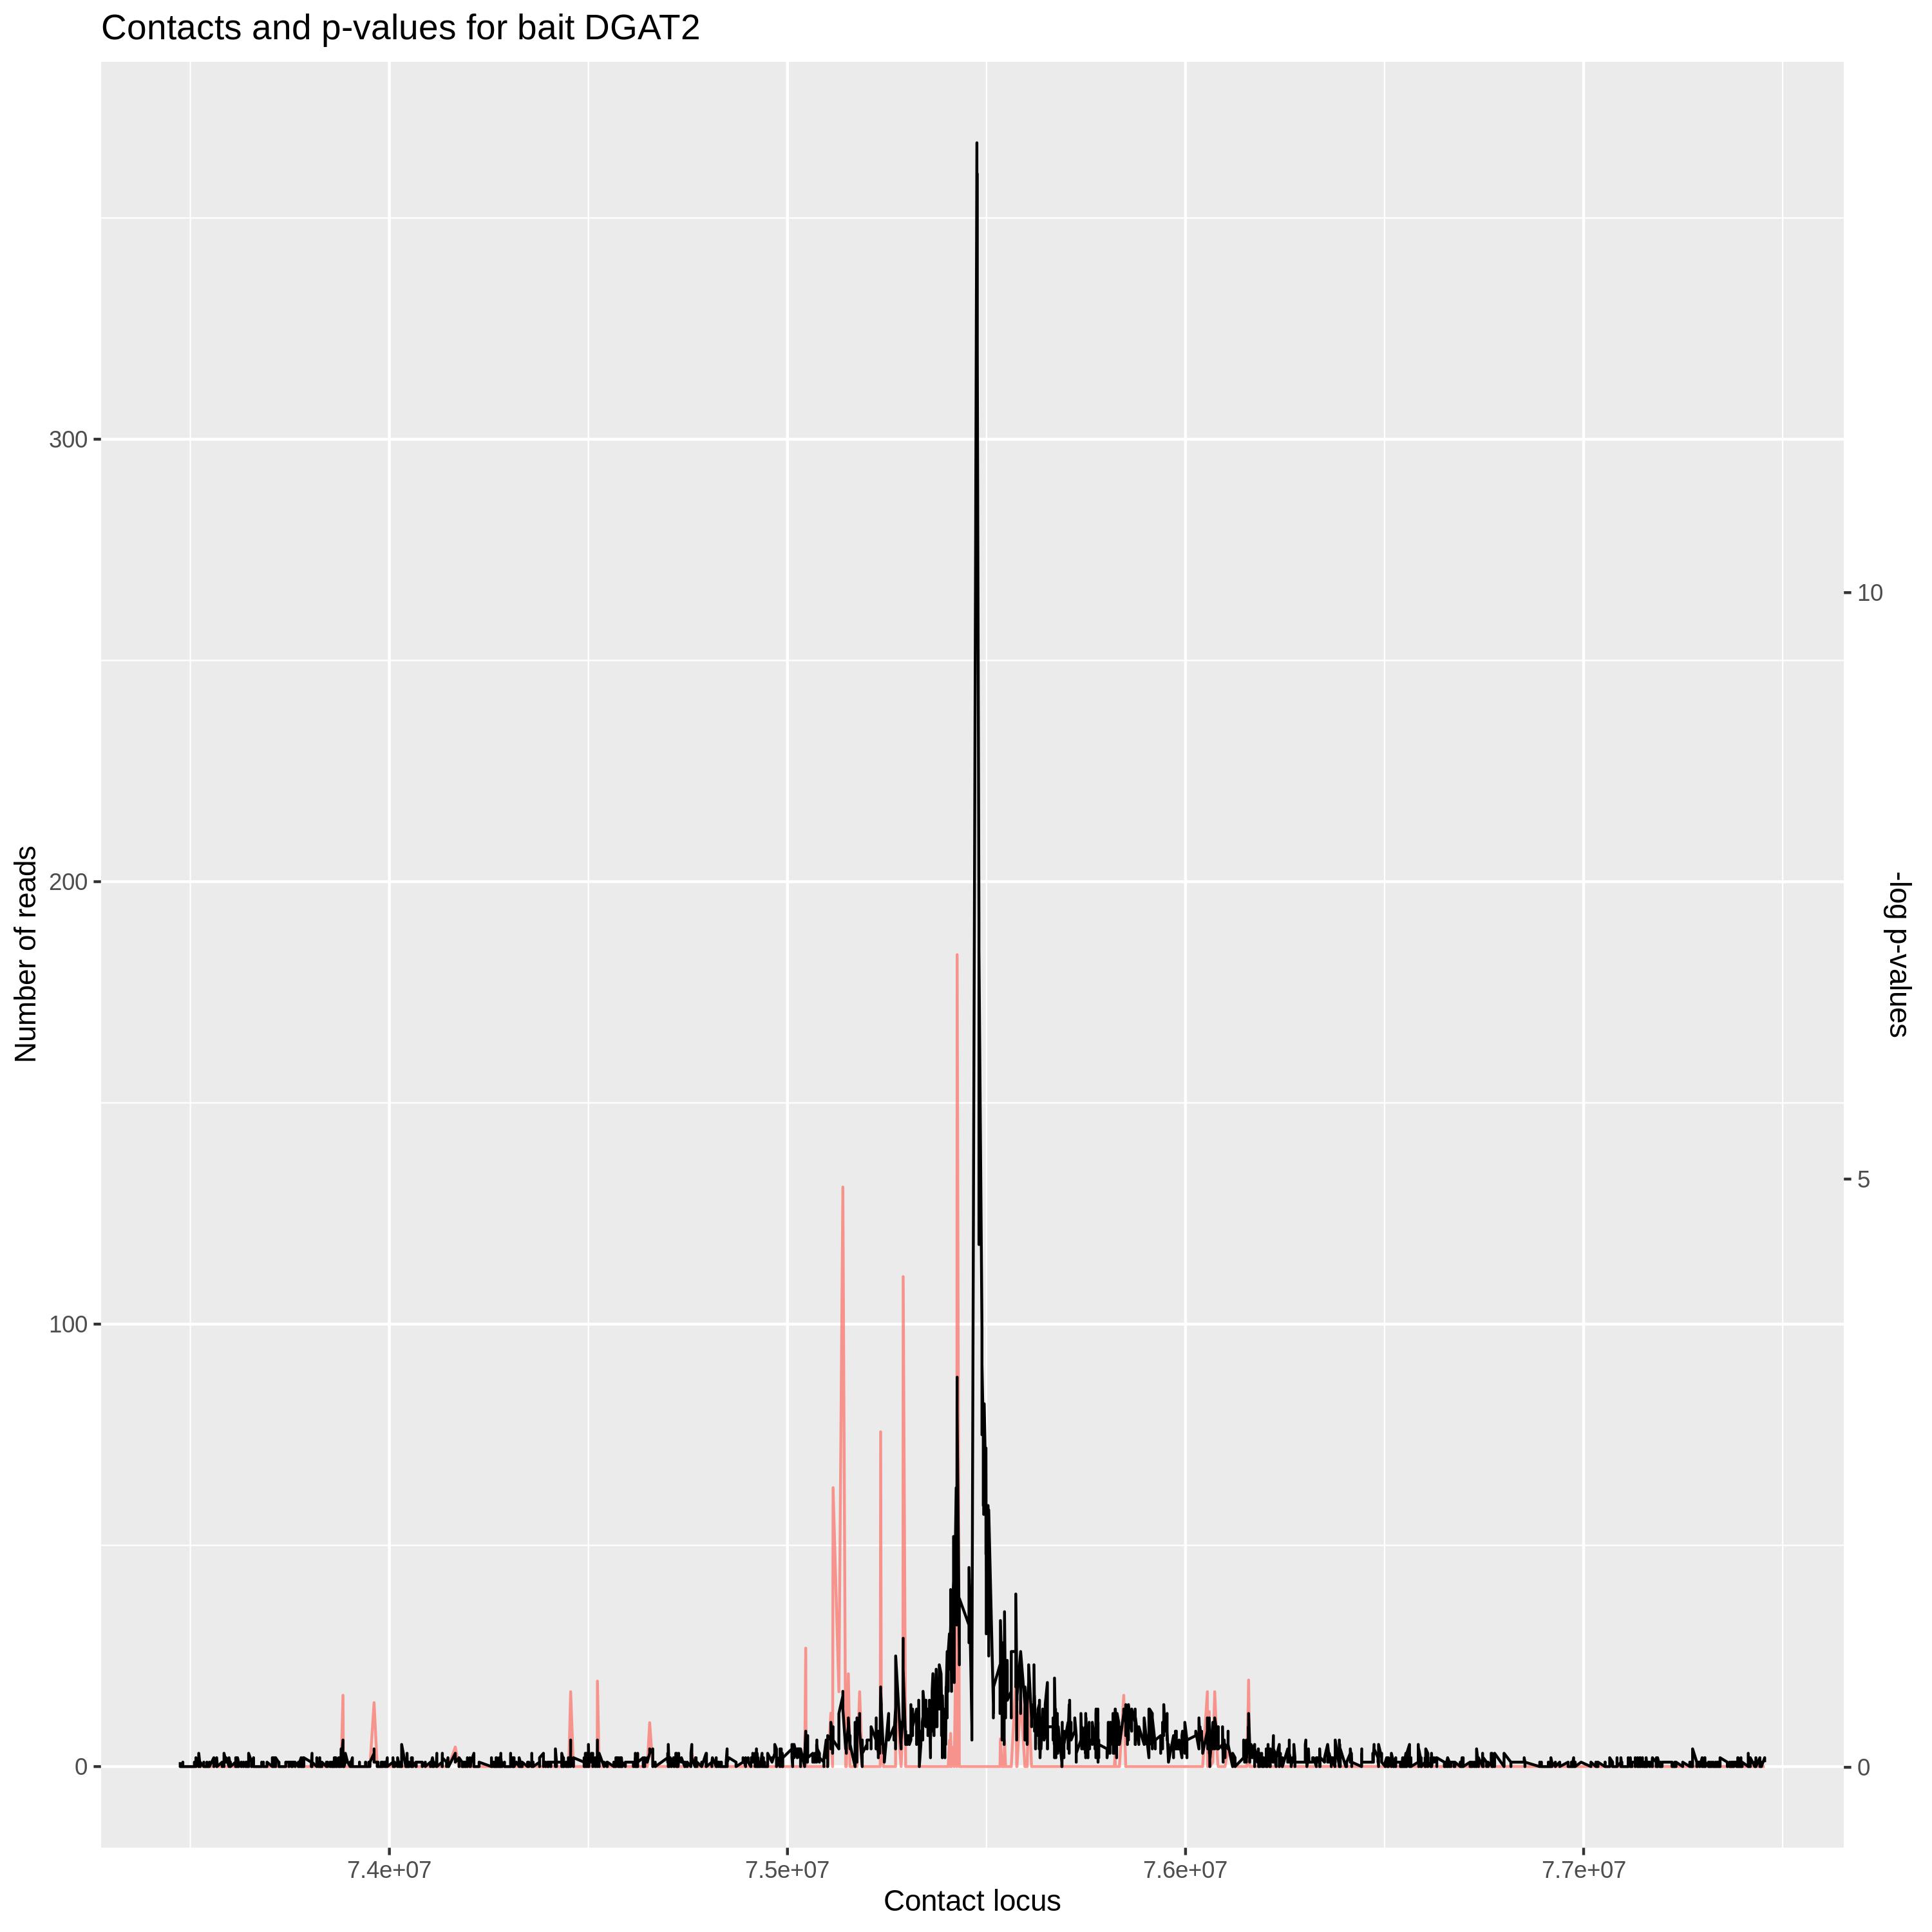 Contacts and p-values for bait DGAT2
Number of reads
300
200
100
0
10
5
0
-log p-values
7.4e+07
7.5e+07
7.6e+07
7.7e+07
Contact locus